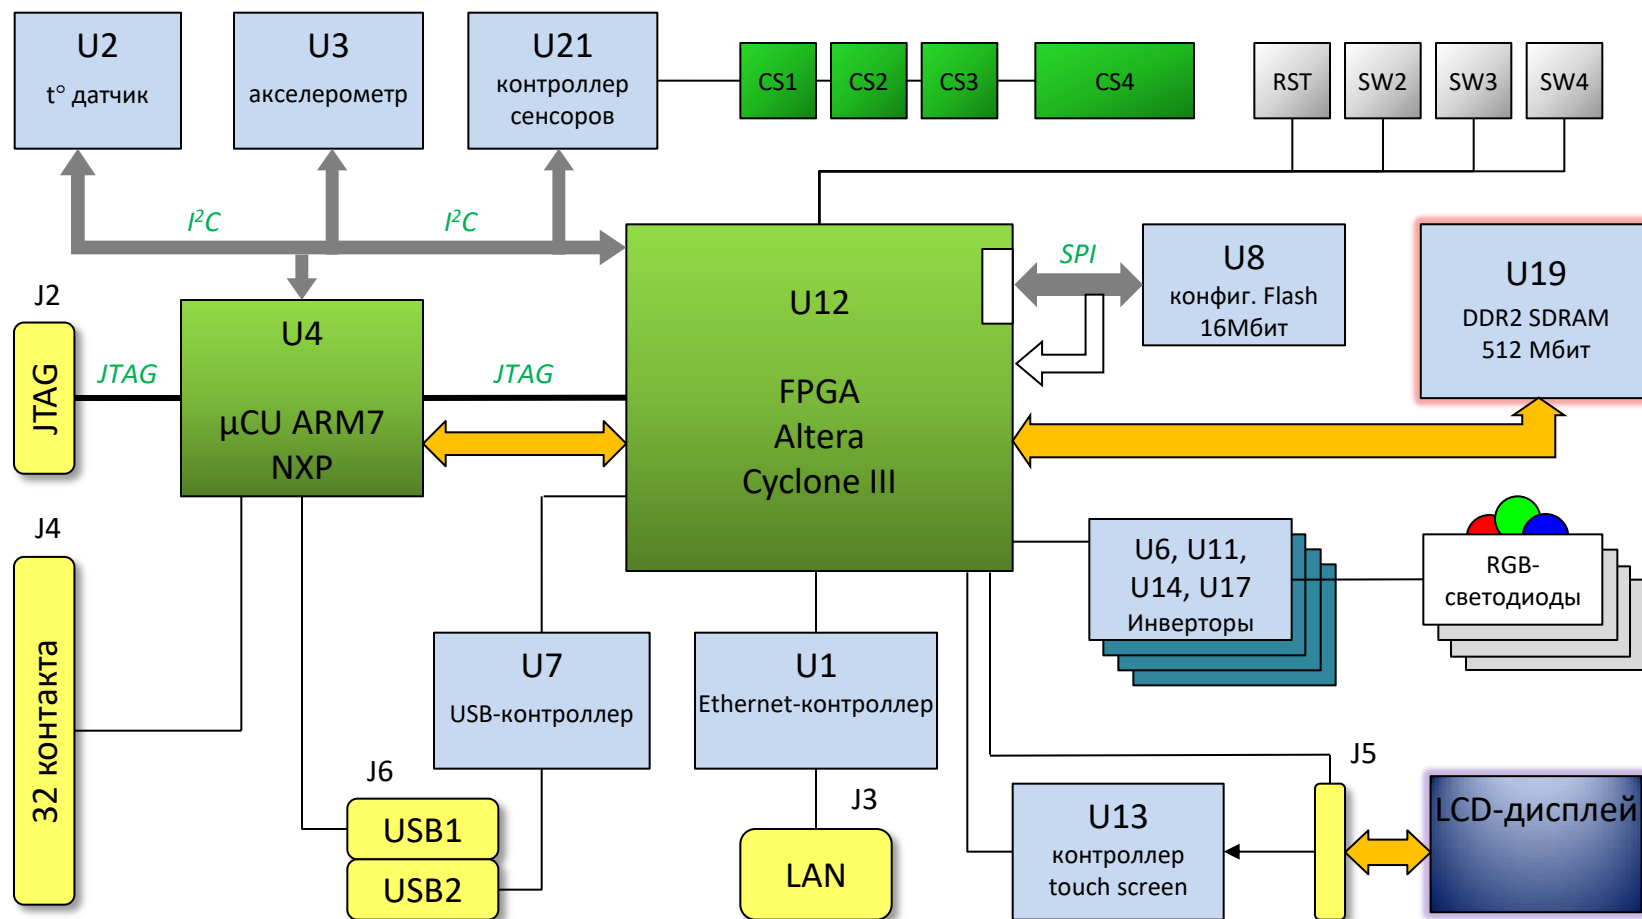 U2
t° датчик
U3
акселерометр
U21
контроллер
сенсоров
CS1
CS2
CS3
CS4
RST
SW2
SW3
SW4
I²C
I²C
J2
JTAG
JTAG
U4
µCU ARM7
NXP
JTAG
U12
FPGA
Altera
Cyclone III
SPI
U8
конфиг. Flash
16Мбит
U19
DDR2 SDRAM
512 Мбит
J4
32 контакта
U6, U11,
U14, U17
Инверторы
RGB-
светодиоды
U7
USB-контроллер
U1
Ethernet-контроллер
J6
USB1
USB2
J3
LAN
U13
контроллер
touch screen
J5
LCD-дисплей